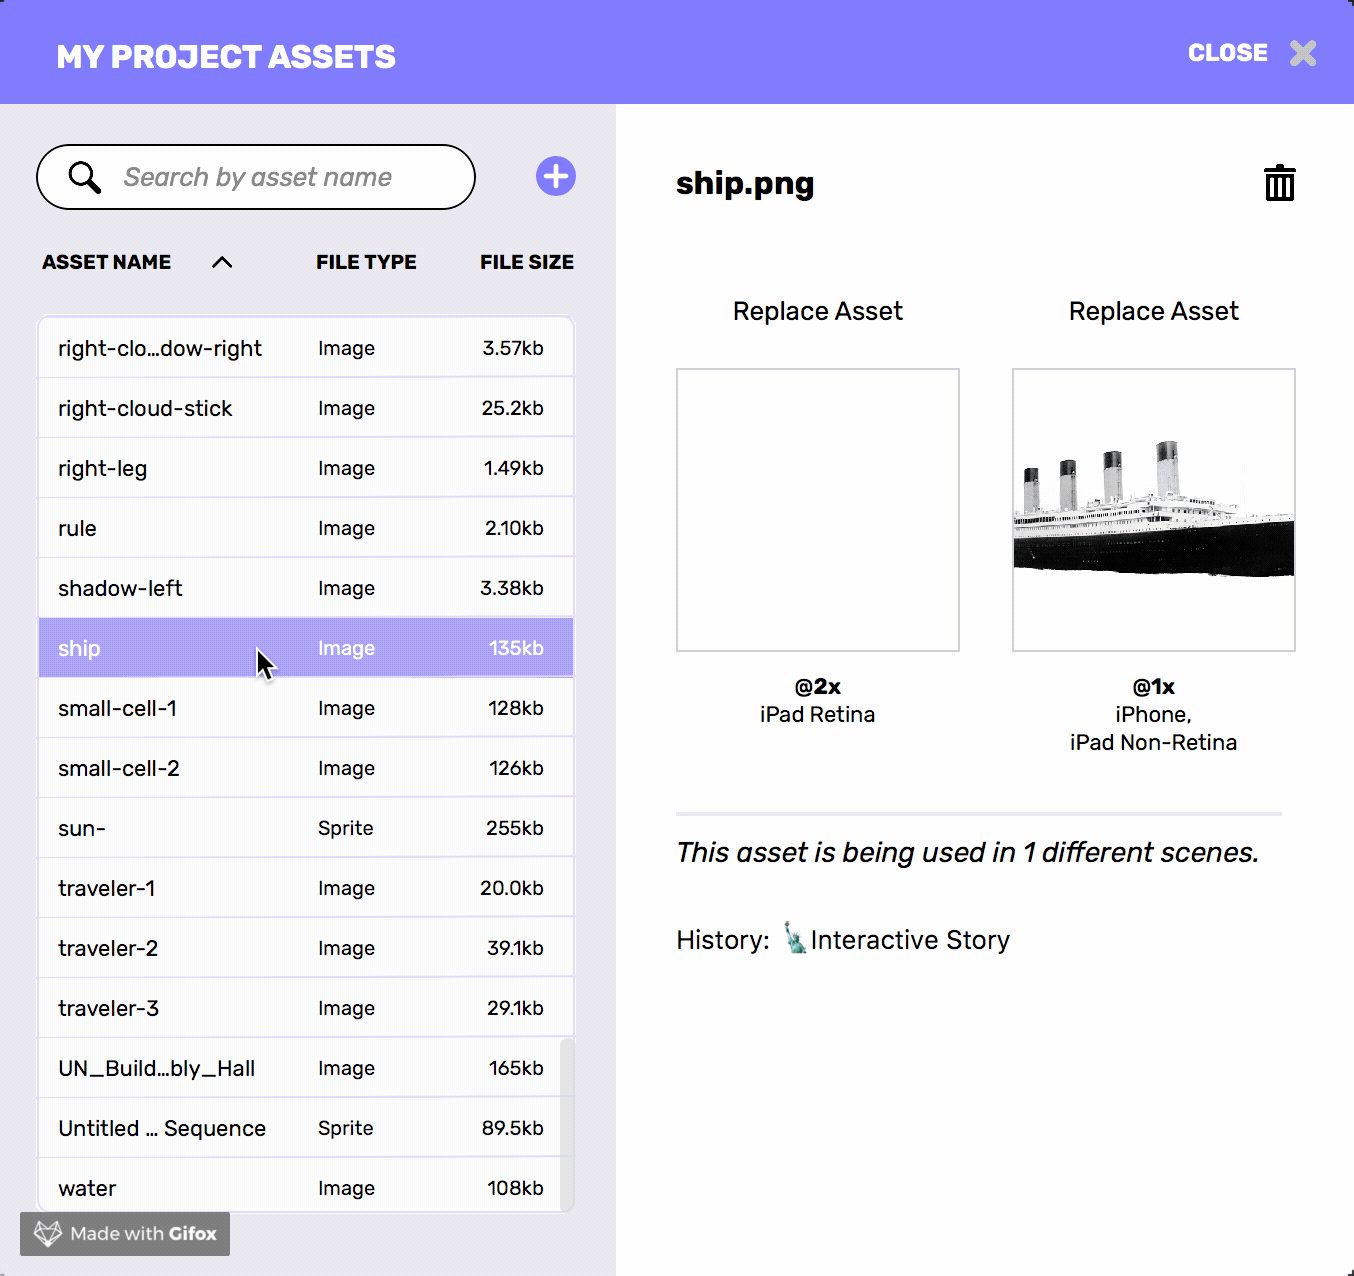 MY PROJECT ASSETS
CLOSE
Search by asset name
ASSET NAME FILE TYPE FILE SIZE
right-clo...dow-right Image 3.57kb
right-cloud-stick Image 25.2kb
right-leg Image 1.49kb
rule Image 2.10kb
shadow-left Image 3.38kb
ship Image 135kb
small-cell-1 Image 128kb
small-cell-2 Image 126kb
sun- Sprite 255kb
traveler-1 Image 20.0kb
traveler-2 Image 39.1kb
traveler-3 Image 29.1kb
UN_Build...bly_Hall Image 165kb
Untitled ... Sequence Sprite 89.5kb
water Image 108kb
Made with Gifox
ship.png
Replace Asset Replace Asset
@2x
iPad Retina
@1x
iPhone,
iPad Non-Retina
This asset is being used in 1 different scenes.
History: 🗽Interactive Story